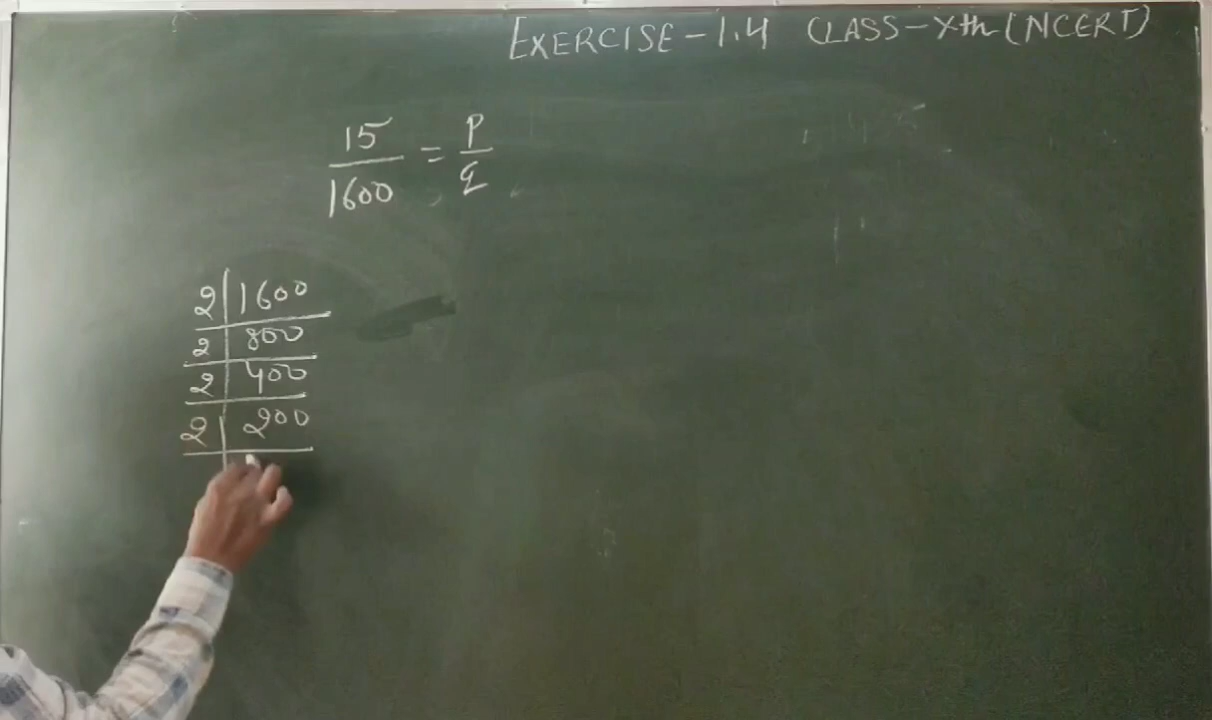 EXERCISE-1.4 CLASS-Xth (NCERT)
15/1600 = p/q
2 | 1600
2 | 800
2 | 400
2 | 200